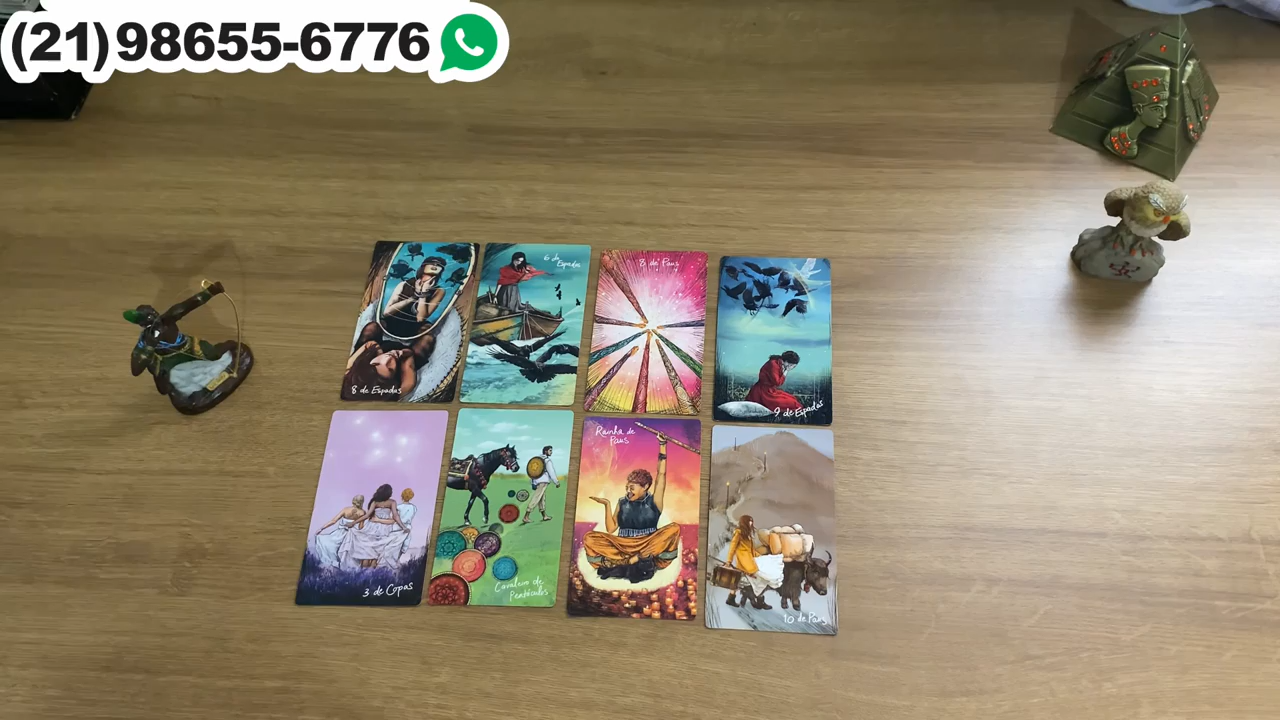 (21)98655-6776
8 de Espadas
6 de
Espadas
8 de Paus
9 de Espadas
3 de Copas
Cavaleiro de
Pentáculos
Rainha de
Paus
10 de Paus